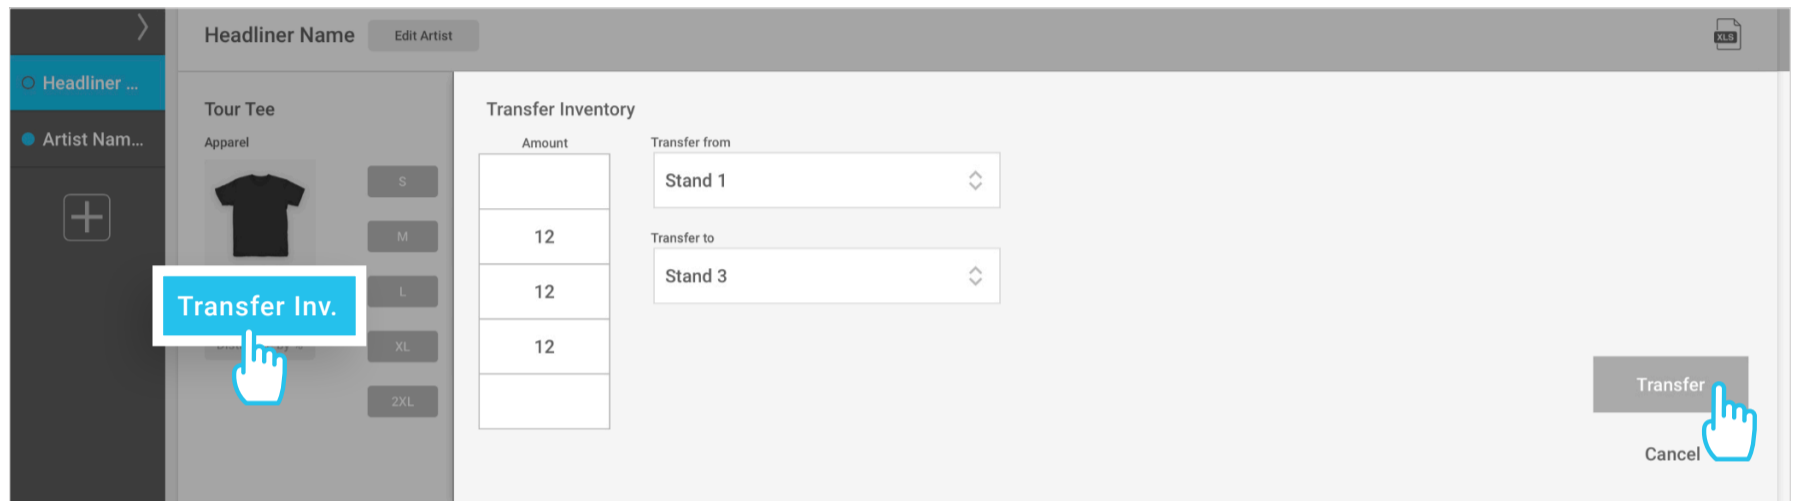 Headliner Name
Edit Artist
XLS
Headliner ...
Artist Nam...
Tour Tee
Apparel
S
M
L
XL
2XL
Transfer Inv.
Transfer Inventory
Amount
12
12
12
Transfer from
Stand 1
Transfer to
Stand 3
Transfer
Cancel